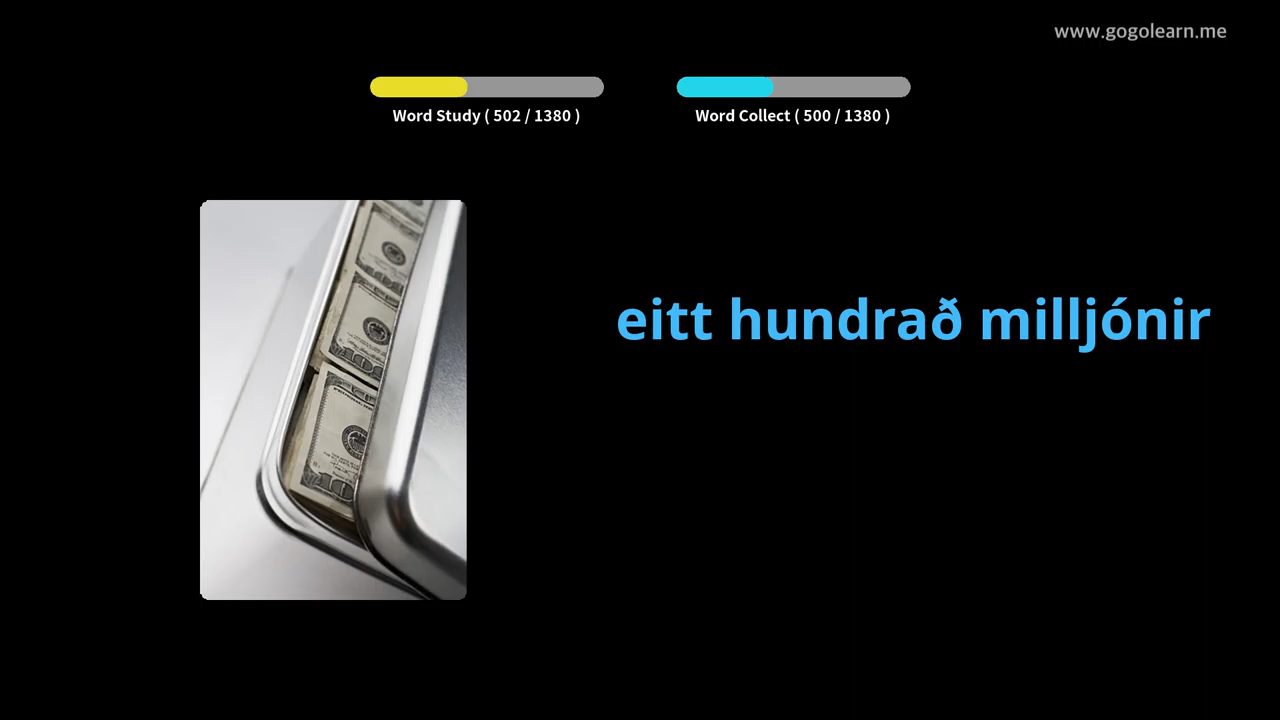 www.gogolearn.me
Word Study ( 502 / 1380 )
Word Collect ( 500 / 1380 )
eitt hundrað milljónir